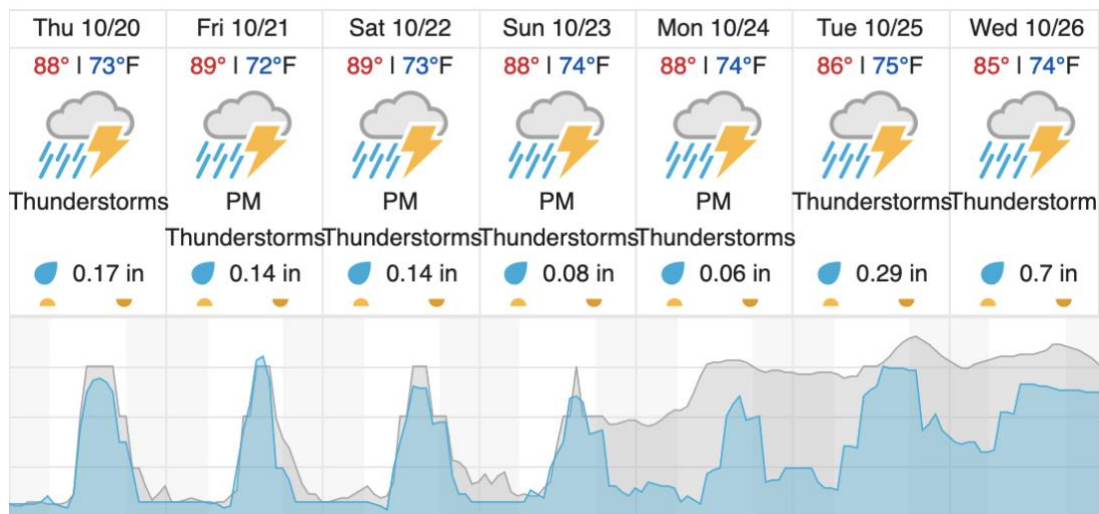 Thu 10/20 Fri 10/21 Sat 10/22 Sun 10/23 Mon 10/24 Tue 10/25 Wed 10/26
88° | 73°F 89° | 72°F 89° | 73°F 88° | 74°F 88° | 74°F 86° | 75°F 85° | 74°F
Thunderstorms PM PM PM PM Thunderstorms Thunderstorm
Thunderstorms Thunderstorms Thunderstorms Thunderstorms
0.17 in 0.14 in 0.14 in 0.08 in 0.06 in 0.29 in 0.7 in